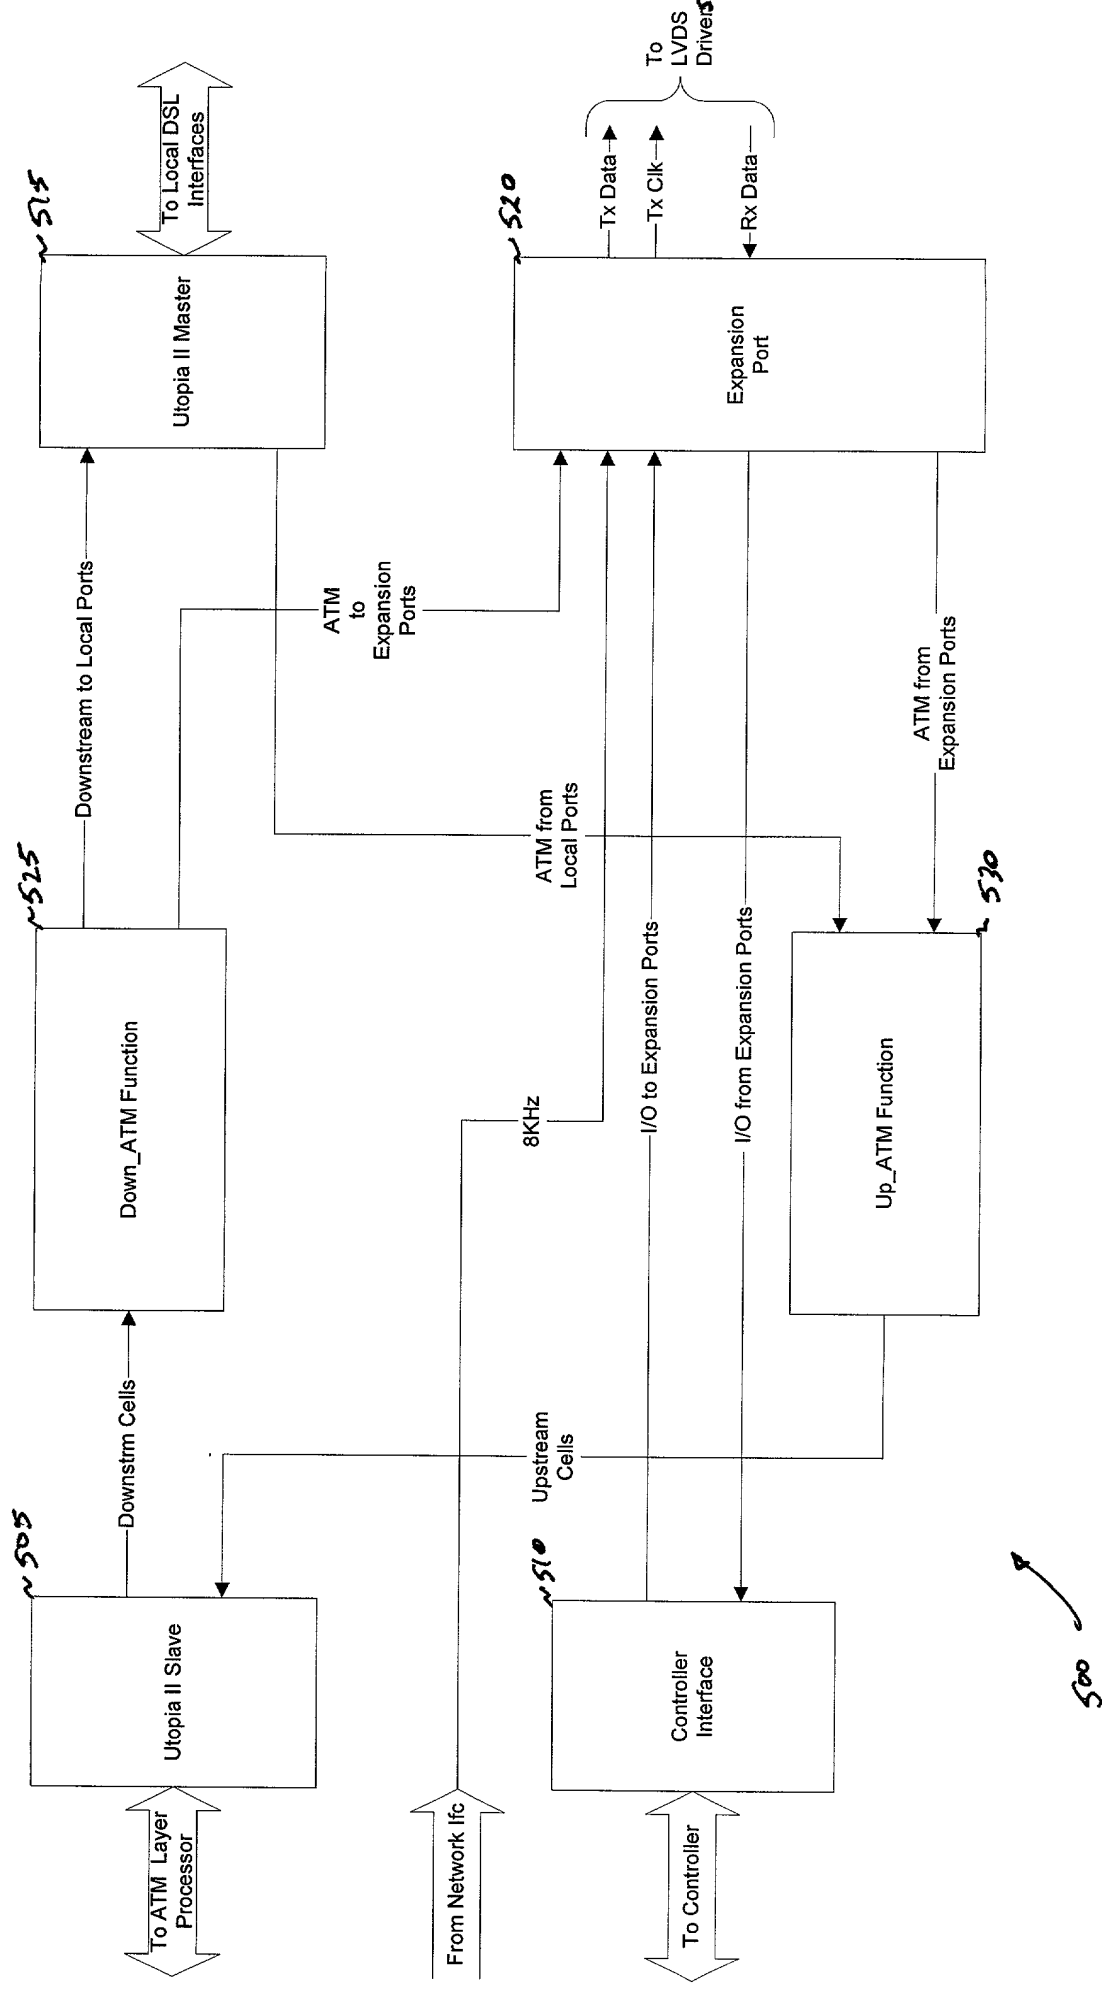 ~505
~525
~515
To ATM Layer
Processor
Utopia II Slave
Downstrm Cells
Down_ATM Function
Downstream to Local Ports
Utopia II Master
To Local DSL
Interfaces
ATM
to
Expansion
Ports
From Network Ifc
8KHz
Upstream
Cells
ATM from
Local Ports
~510
~520
To Controller
Controller
Interface
I/O to Expansion Ports
I/O from Expansion Ports
Expansion
Port
Tx Data
Tx Clk
Rx Data
To
LVDS
Drivers
Up_ATM Function
ATM from
Expansion Ports
~530
500